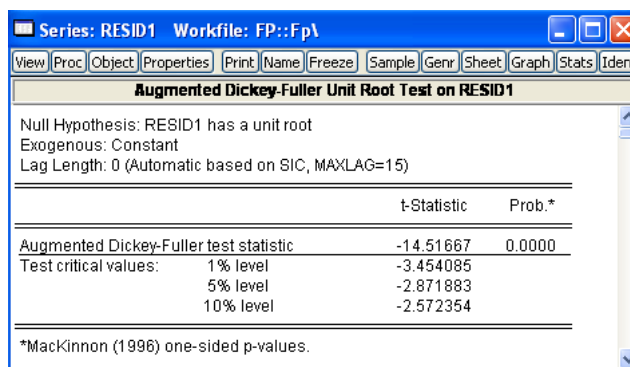 Series: RESID1 Workfile: FP::Fp\
View Proc Object Properties Print Name Freeze Sample Genr Sheet Graph Stats Iden
Augmented Dickey-Fuller Unit Root Test on RESID1
Null Hypothesis: RESID1 has a unit root
Exogenous: Constant
Lag Length: 0 (Automatic based on SIC, MAXLAG=15)
t-Statistic Prob.*
Augmented Dickey-Fuller test statistic -14.51667 0.0000
Test critical values: 1% level -3.454085
5% level -2.871883
10% level -2.572354
*MacKinnon (1996) one-sided p-values.